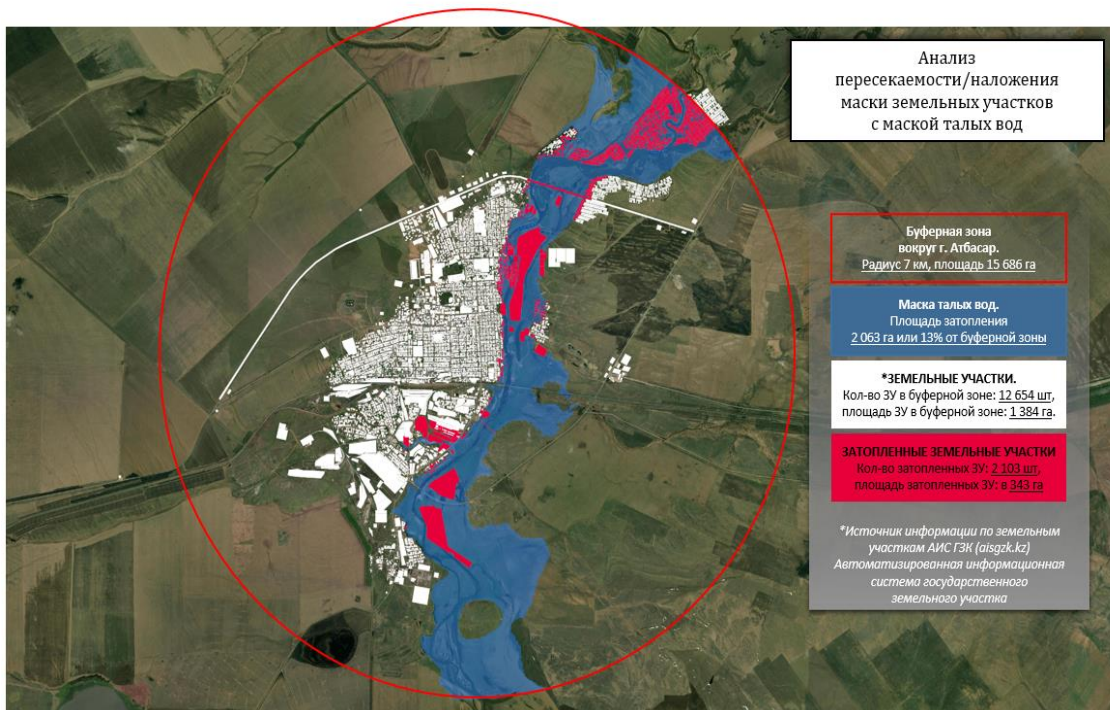 Анализ
пересекаемости/наложения
маски земельных участков
с маской талых вод
Буферная зона
вокруг г. Атбасар.
Радиус 7 км, площадь 15 686 га
Маска талых вод.
Площадь затопления
2 063 га или 13% от буферной зоны
*ЗЕМЕЛЬНЫЕ УЧАСТКИ.
Кол-во ЗУ в буферной зоне: 12 654 шт,
площадь ЗУ в буферной зоне: 1 384 га.
ЗАТОПЛЕННЫЕ ЗЕМЕЛЬНЫЕ УЧАСТКИ
Кол-во затопленных ЗУ: 2 103 шт,
площадь затопленных ЗУ: в 343 га
*Источник информации по земельным
участкам АИС ГЗК (aisgzk.kz)
Автоматизированная информационная
система государственного
земельного участка